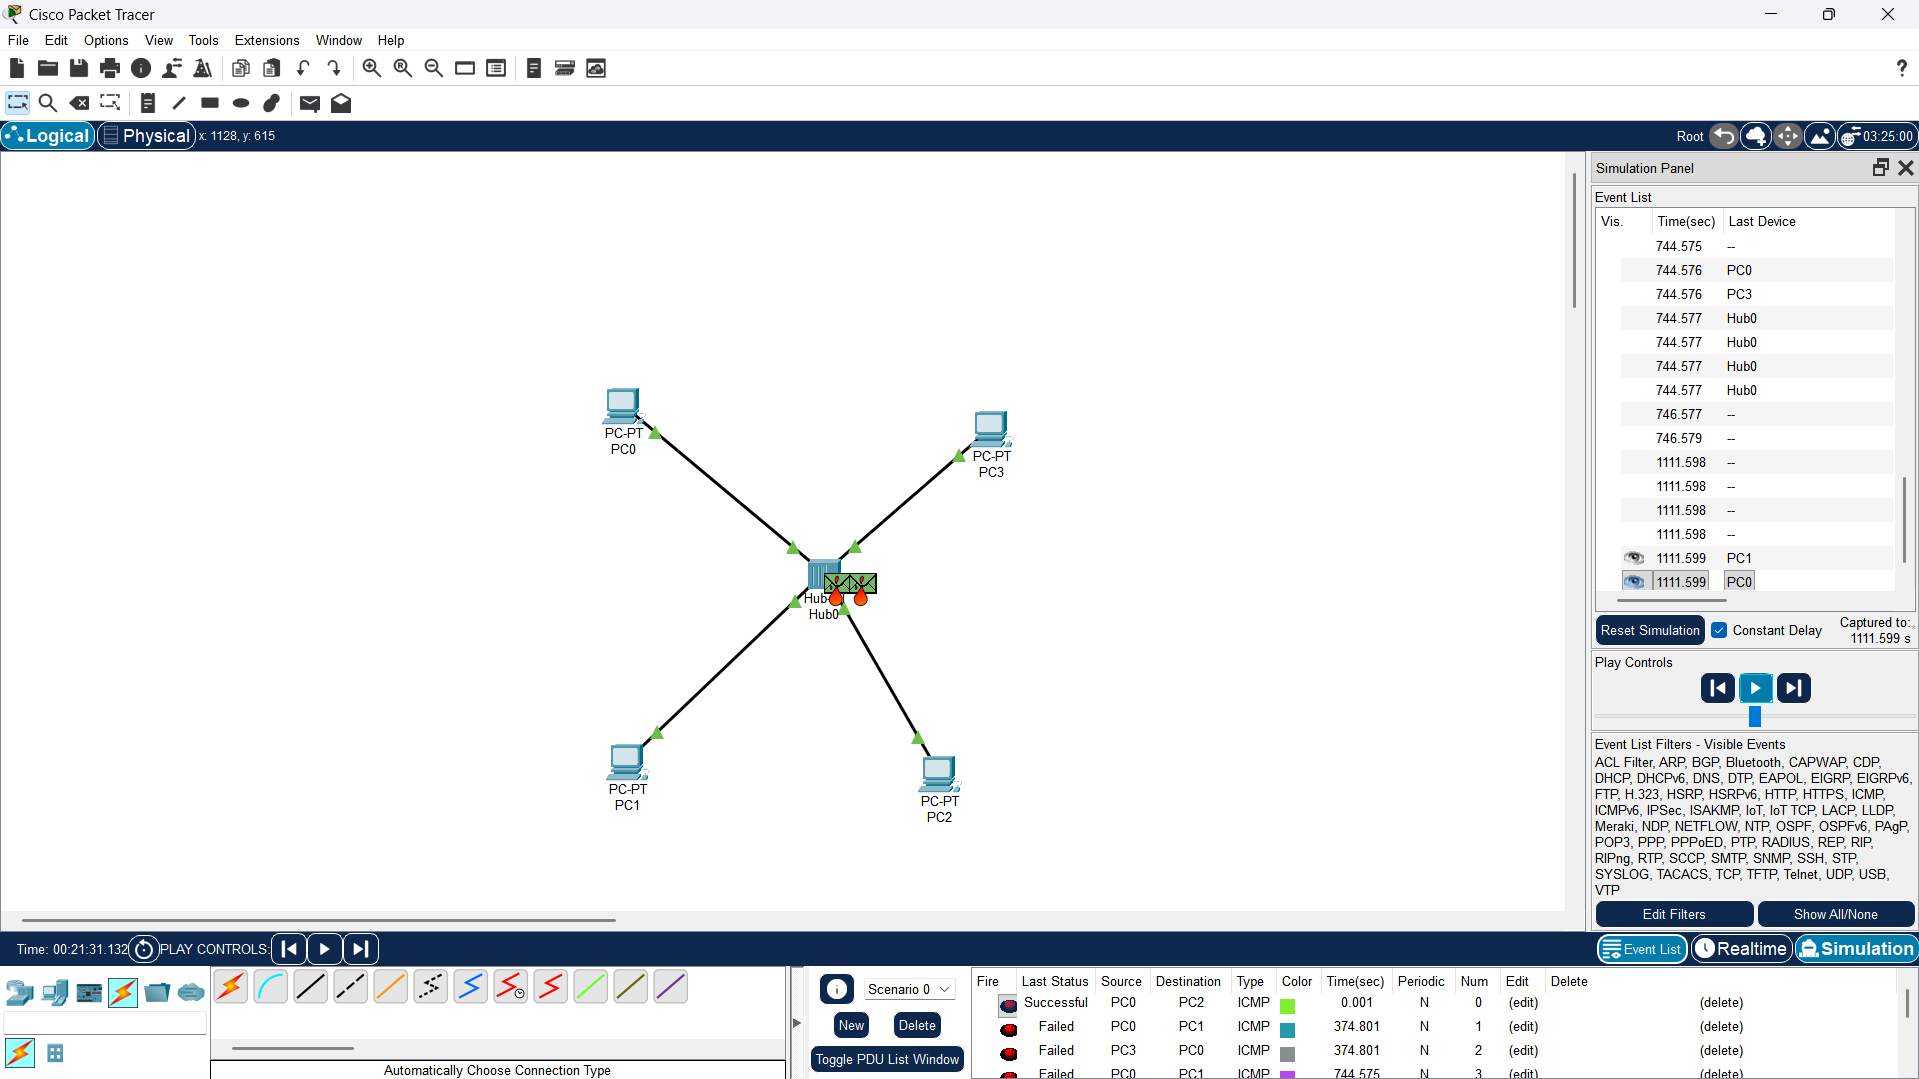 Cisco Packet Tracer
File Edit Options View Tools Extensions Window Help
Logical Physical x: 1128, y: 615 Root 03:25:00
Simulation Panel
Event List
Vis. Time(sec) Last Device
744.575 --
744.576 PC0
744.576 PC3
744.577 Hub0
744.577 Hub0
744.577 Hub0
744.577 Hub0
746.577 --
746.579 --
1111.598 --
1111.598 --
1111.598 --
1111.598 --
1111.599 PC1
1111.599 PC0
Reset Simulation Constant Delay Captured to:
1111.599 s
Play Controls
Event List Filters - Visible Events
ACL Filter, ARP, BGP, Bluetooth, CAPWAP, CDP,
DHCP, DHCPv6, DNS, DTP, EAPOL, EIGRP, EIGRPv6,
FTP, H.323, HSRP, HSRPv6, HTTP, HTTPS, ICMP,
ICMPv6, IPSec, ISAKMP, IoT, IoT TCP, LACP, LLDP,
Meraki, NDP, NETFLOW, NTP, OSPF, OSPFv6, PAgP,
POP3, PPP, PPPoED, PTP, RADIUS, REP, RIP,
RIPng, RTP, SCCP, SMTP, SNMP, SSH, STP,
SYSLOG, TACACS, TCP, TFTP, Telnet, UDP, USB,
VTP
Edit Filters Show All/None
PC-PT
PC0
PC-PT
PC3
Hub
Hub0
PC-PT
PC1
PC-PT
PC2
Time: 00:21:31.132 PLAY CONTROLS: Event List Realtime Simulation
Scenario 0
New Delete
Toggle PDU List Window
Automatically Choose Connection Type
Fire Last Status Source Destination Type Color Time(sec) Periodic Num Edit Delete
Successful PC0 PC2 ICMP 0.001 N 0 (edit) (delete)
Failed PC0 PC1 ICMP 374.801 N 1 (edit) (delete)
Failed PC3 PC0 ICMP 374.801 N 2 (edit) (delete)
Failed PC0 PC1 ICMP 744.575 N 3 (edit) (delete)